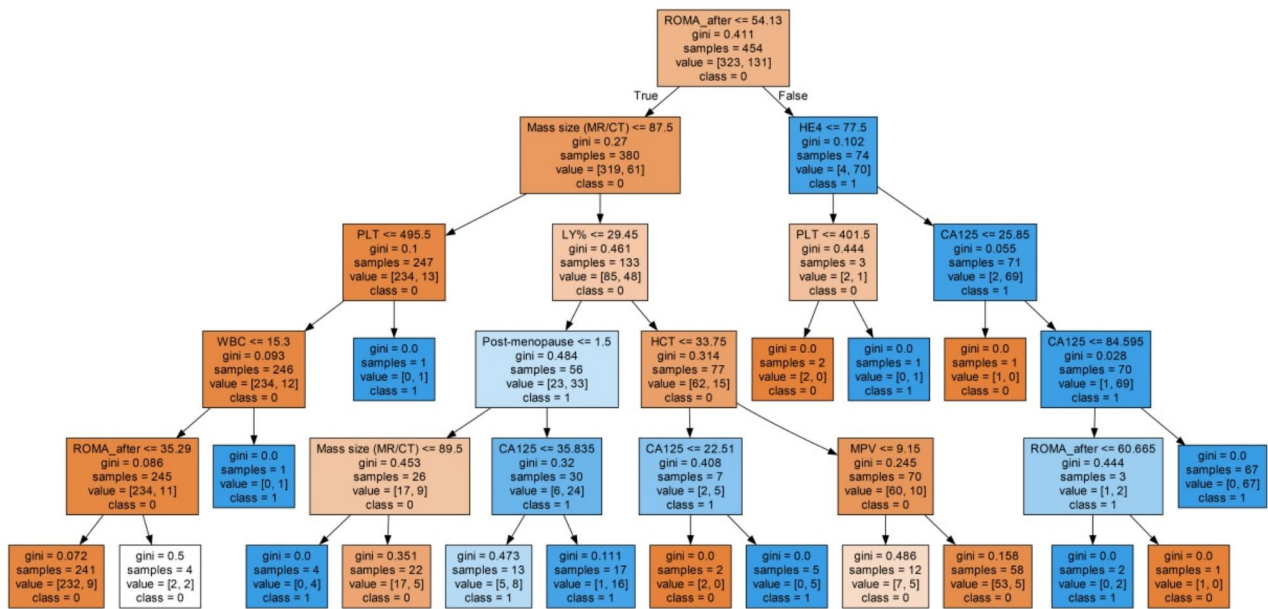 ROMA_after <= 54.13
gini = 0.411
samples = 454
value = [323, 131]
class = 0
True
False
Mass size (MR/CT) <= 87.5
gini = 0.27
samples = 380
value = [319, 61]
class = 0
HE4 <= 77.5
gini = 0.102
samples = 74
value = [4, 70]
class = 1
PLT <= 495.5
gini = 0.1
samples = 247
value = [234, 13]
class = 0
LY% <= 29.45
gini = 0.461
samples = 133
value = [85, 48]
class = 0
PLT <= 401.5
gini = 0.444
samples = 3
value = [2, 1]
class = 0
CA125 <= 25.85
gini = 0.055
samples = 71
value = [2, 69]
class = 1
WBC <= 15.3
gini = 0.093
samples = 246
value = [234, 12]
class = 0
gini = 0.0
samples = 1
value = [0, 1]
class = 1
Post-menopause <= 1.5
gini = 0.484
samples = 56
value = [23, 33]
class = 1
HCT <= 33.75
gini = 0.314
samples = 77
value = [62, 15]
class = 0
gini = 0.0
samples = 2
value = [2, 0]
class = 0
gini = 0.0
samples = 1
value = [0, 1]
class = 1
gini = 0.0
samples = 1
value = [1, 0]
class = 0
CA125 <= 84.595
gini = 0.028
samples = 70
value = [1, 69]
class = 1
ROMA_after <= 35.29
gini = 0.086
samples = 245
value = [234, 11]
class = 0
gini = 0.0
samples = 1
value = [0, 1]
class = 1
Mass size (MR/CT) <= 89.5
gini = 0.453
samples = 26
value = [17, 9]
class = 0
CA125 <= 35.835
gini = 0.32
samples = 30
value = [6, 24]
class = 1
CA125 <= 22.51
gini = 0.408
samples = 7
value = [2, 5]
class = 1
MPV <= 9.15
gini = 0.245
samples = 70
value = [60, 10]
class = 0
ROMA_after <= 60.665
gini = 0.444
samples = 3
value = [1, 2]
class = 1
gini = 0.0
samples = 67
value = [0, 67]
class = 1
gini = 0.072
samples = 241
value = [232, 9]
class = 0
gini = 0.5
samples = 4
value = [2, 2]
class = 0
gini = 0.0
samples = 4
value = [0, 4]
class = 1
gini = 0.351
samples = 22
value = [17, 5]
class = 0
gini = 0.473
samples = 13
value = [5, 8]
class = 1
gini = 0.111
samples = 17
value = [1, 16]
class = 1
gini = 0.0
samples = 2
value = [2, 0]
class = 0
gini = 0.0
samples = 5
value = [0, 5]
class = 1
gini = 0.486
samples = 12
value = [7, 5]
class = 0
gini = 0.158
samples = 58
value = [53, 5]
class = 0
gini = 0.0
samples = 2
value = [0, 2]
class = 1
gini = 0.0
samples = 1
value = [1, 0]
class = 0